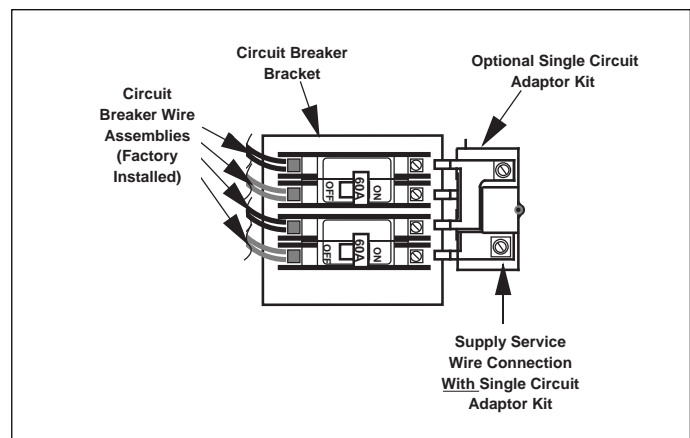 Circuit Breaker
Bracket
Optional Single Circuit
Adaptor Kit
Circuit
Breaker Wire
Assemblies
(Factory
Installed)
OFF
60A
ON
OFF
60A
ON
Supply Service
Wire Connection
With Single Circuit
Adaptor Kit